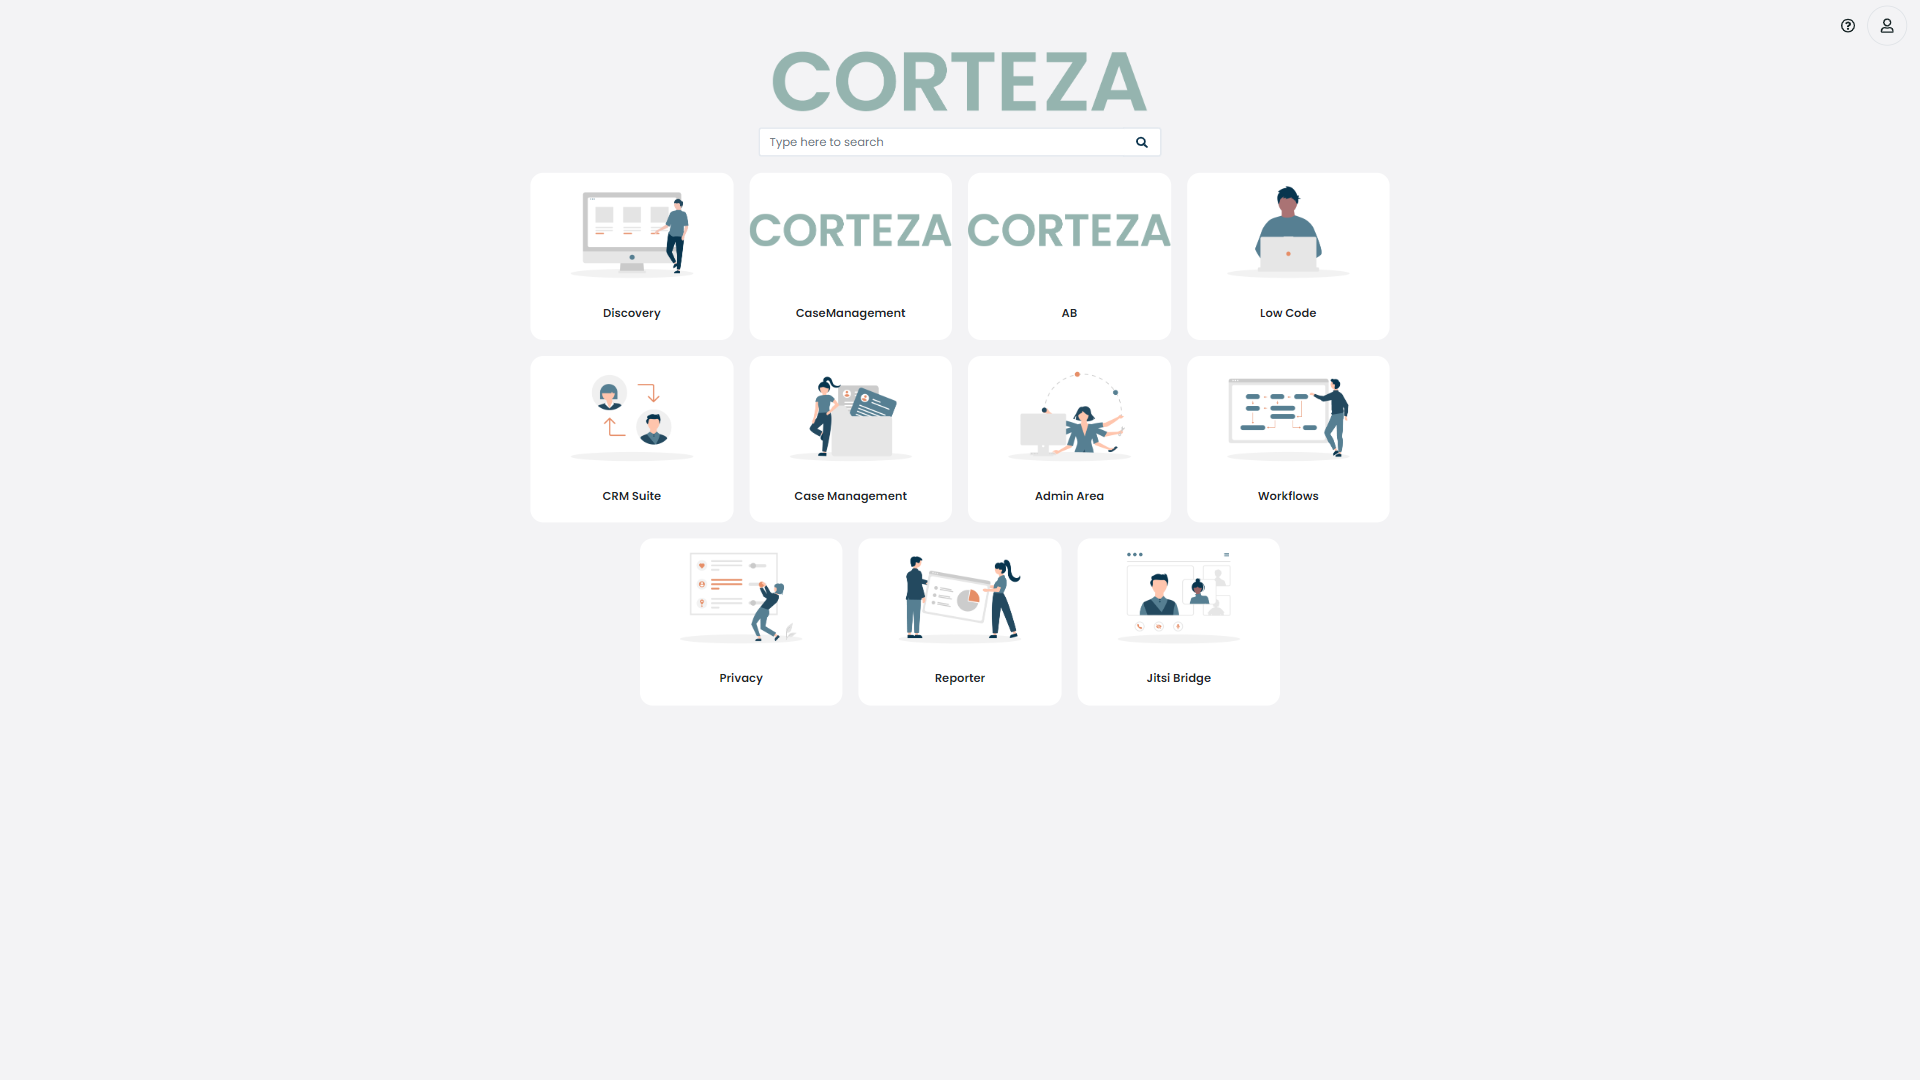 CORTEZA
Type here to search
CORTEZA
CORTEZA
Discovery
CaseManagement
AB
Low Code
CRM Suite
Case Management
Admin Area
Workflows
Privacy
Reporter
Jitsi Bridge